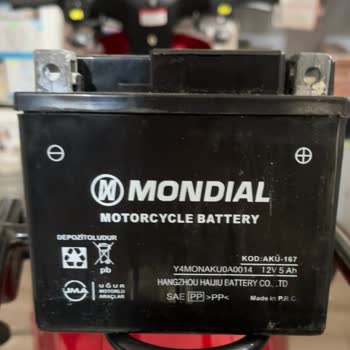 MONDIAL
MOTORCYCLE BATTERY
DEPOZİTOLUDUR
pb
KOD:AKÜ-167
Y4MONAKU0A0014 12V 5 Ah
HANGZHOU HAIJIU BATTERY CO., .TD
SAE PP >PP<
Made in P.R.C
JMA
UĞUR
MOTORLU
ARAÇLAR